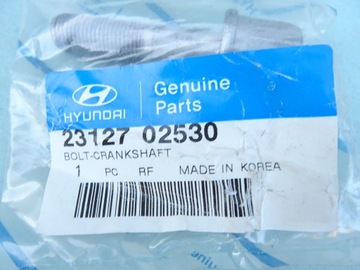 HYUNDAI
Genuine
Parts
23127 02530
BOLT-CRANKSHAFT
1 PC RF MADE IN KOREA